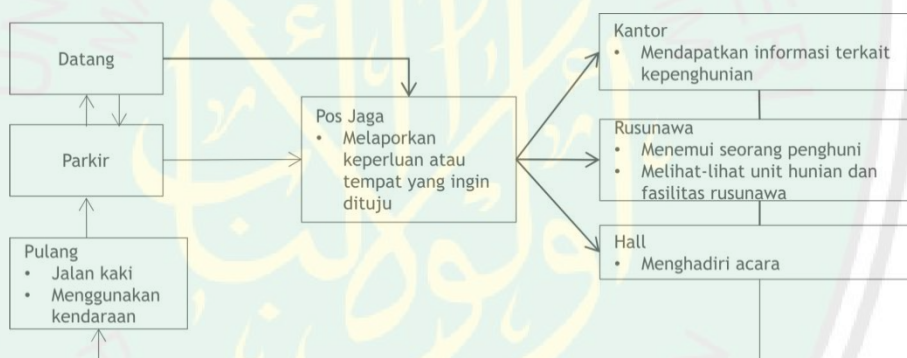 Datang
Parkir
Pulang
• Jalan kaki
• Menggunakan
kendaraan
Pos Jaga
• Melaporkan
keperluan atau
tempat yang ingin
dituju
Kantor
• Mendapatkan informasi terkait
kepenghunian
Rusunawa
• Menemui seorang penghuni
• Melihat-lihat unit hunian dan
fasilitas rusunawa
Hall
• Menghadiri acara